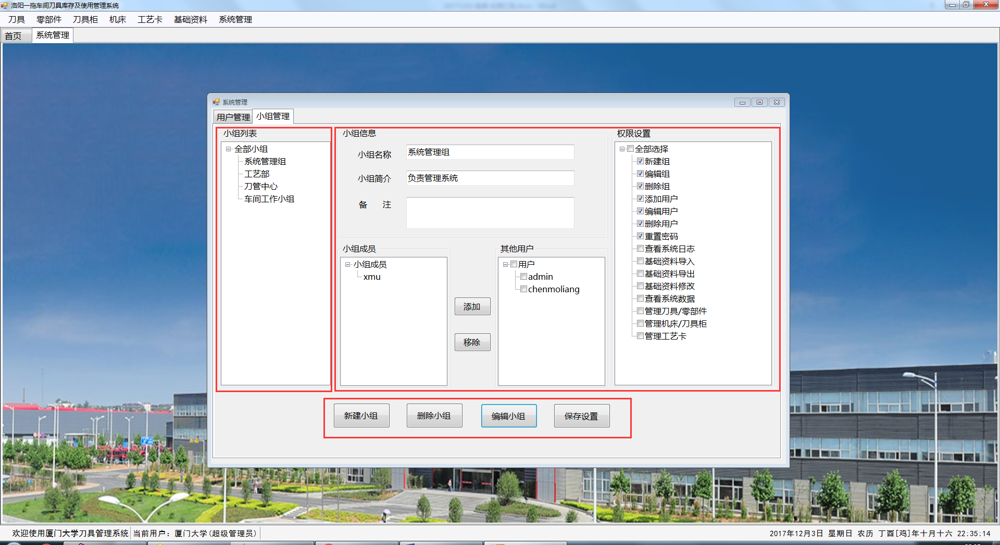 洛阳一拖车间刀具库存及使用管理系统
刀具 零部件 刀具柜 机床 工艺卡 基础资料 系统管理
首页 系统管理
系统管理
用户管理 小组管理
小组列表
全部小组
系统管理组
工艺部
刀管中心
车间工作小组
小组信息
小组名称 系统管理组
小组简介 负责管理系统
备 注
小组成员
小组成员
xmu
添加
移除
其他用户
用户
admin
chenmoliang
权限设置
全部选择
新建组
编辑组
删除组
添加用户
编辑用户
删除用户
重置密码
查看系统日志
基础资料导入
基础资料导出
基础资料修改
查看系统数据
管理刀具/零部件
管理机床/刀具柜
管理工艺卡
新建小组 删除小组 编辑小组 保存设置
欢迎使用厦门大学刀具管理系统 当前用户：厦门大学(超级管理员) 2017年12月3日 星期日 农历 丁酉[鸡]年十月十六 22:35:14